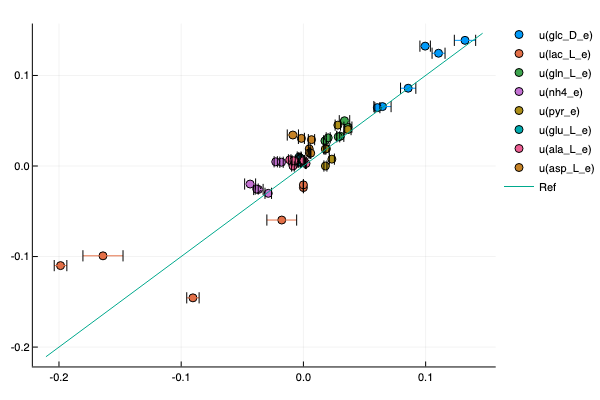 u(glc_D_e)
u(lac_L_e)
u(gln_L_e)
u(nh4_e)
u(pyr_e)
u(glu_L_e)
u(ala_L_e)
u(asp_L_e)
Ref
0.1
0.0
-0.1
-0.2
-0.2 -0.1 0.0 0.1